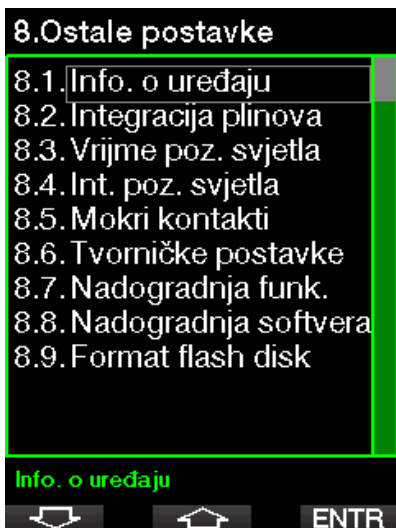 8.Ostale postavke
8.1.Info. o uređaju
8.2.Integracija plinova
8.3.Vrijme poz. svjetla
8.4.Int. poz. svjetla
8.5.Mokri kontakti
8.6.Tvorničke postavke
8.7.Nadogradnja funk.
8.8.Nadogradnja softvera
8.9.Format flash disk
Info. o uređaju
ENTR